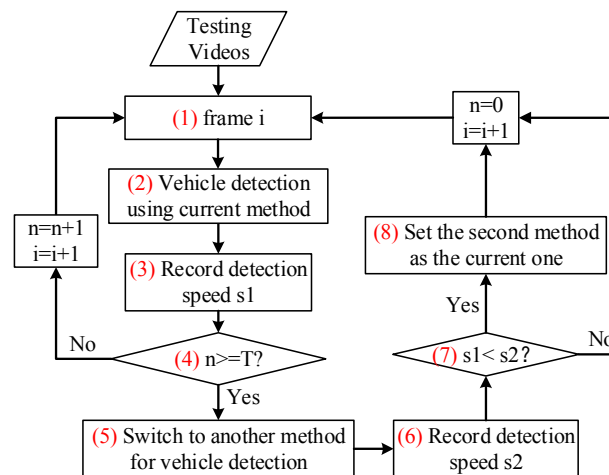 Testing
Videos
(1) frame i
n=0
i=i+1
(2) Vehicle detection
using current method
n=n+1
i=i+1
(8) Set the second method
as the current one
(3) Record detection
speed s1
Yes
No
(4) n>=T?
(7) s1< s2?
No
Yes
(5) Switch to another method
for vehicle detection
(6) Record detection
speed s2